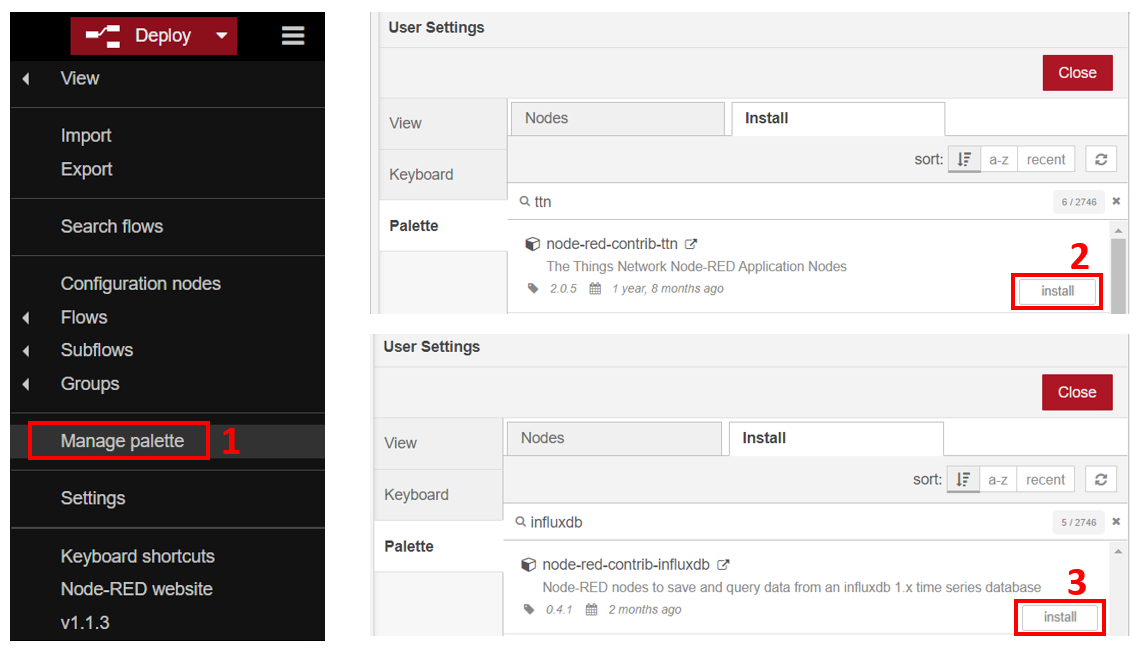 Deploy
View
Import
Export
Search flows
Configuration nodes
Flows
Subflows
Groups
Manage palette 1
Settings
Keyboard shortcuts
Node-RED website
v1.1.3
User Settings
Close
View
Keyboard
Palette
Nodes Install
sort: a-z recent
ttn 6 / 2746 ×
node-red-contrib-ttn
The Things Network Node-RED Application Nodes
2.0.5 1 year, 8 months ago
2
install
User Settings
Close
View
Keyboard
Palette
Nodes Install
sort: a-z recent
influxdb 5 / 2746 ×
node-red-contrib-influxdb
Node-RED nodes to save and query data from an influxdb 1.x time series database
0.4.1 2 months ago
3
install